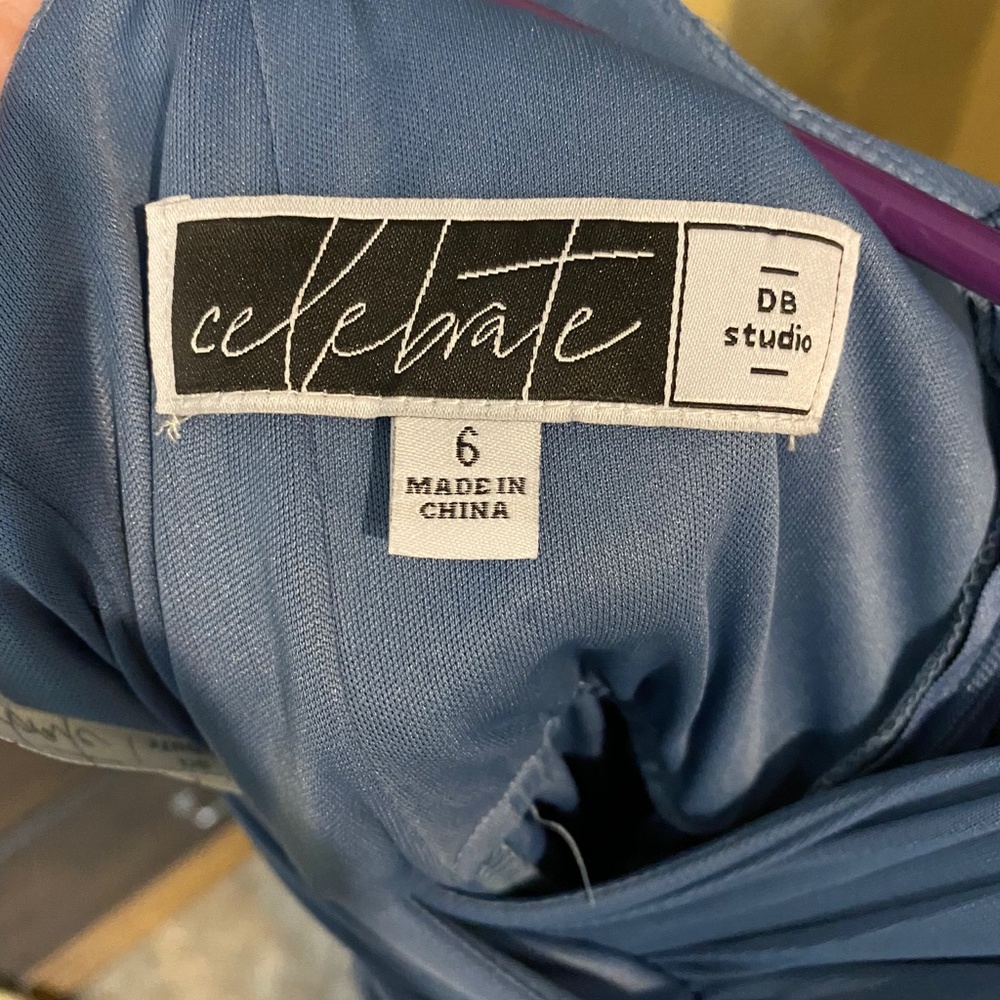 celebrate
DB
studio
6
MADE IN
CHINA